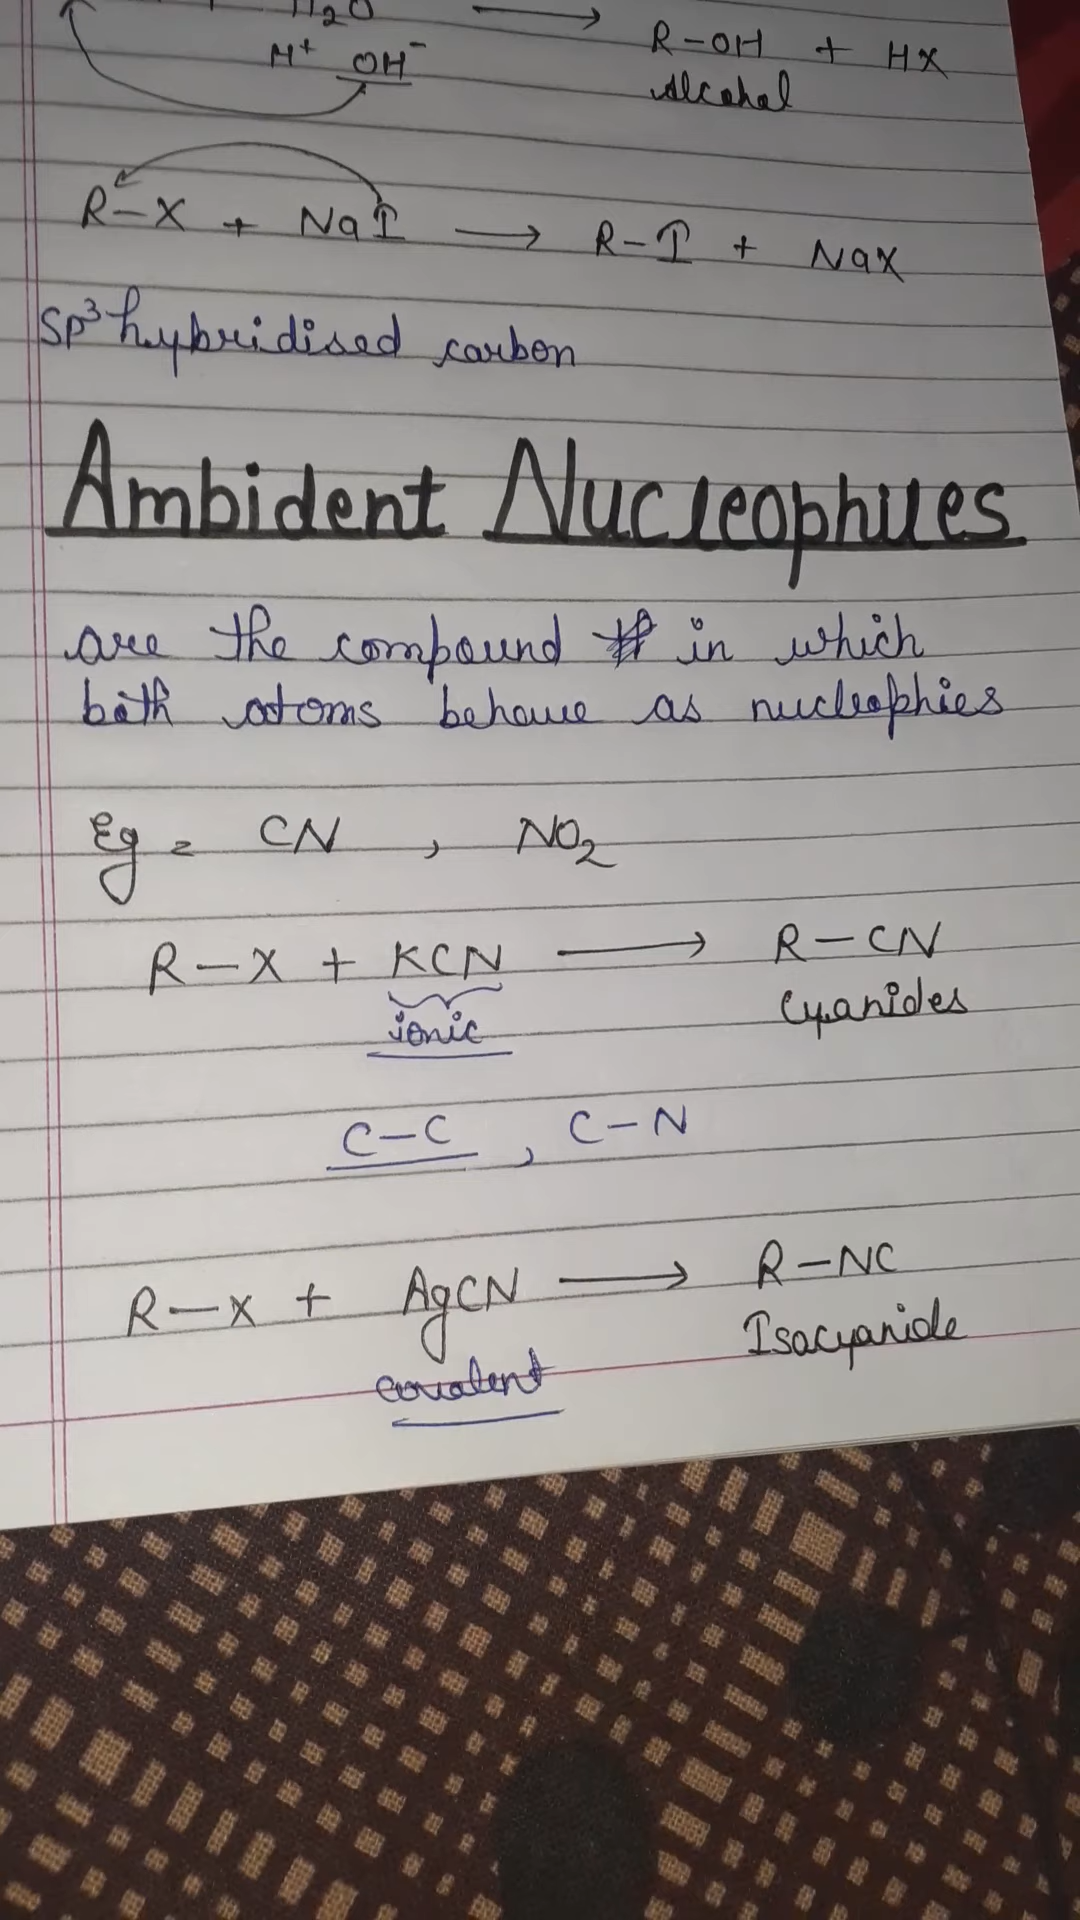 H₂O ⟶ R-OH + HX
H⁺ OH⁻ Alcohal
R-X + NaI ⟶ R-I + NaX
SP³ hybridised carbon
Ambident Nucleophiles
are the compound in which
both atoms behave as nucleophies
Eg = CN , NO₂
R-X + KCN ⟶ R-CN
ionic Cyanides
C-C , C-N
R-X + AgCN ⟶ R-NC
covalent Isacyanide